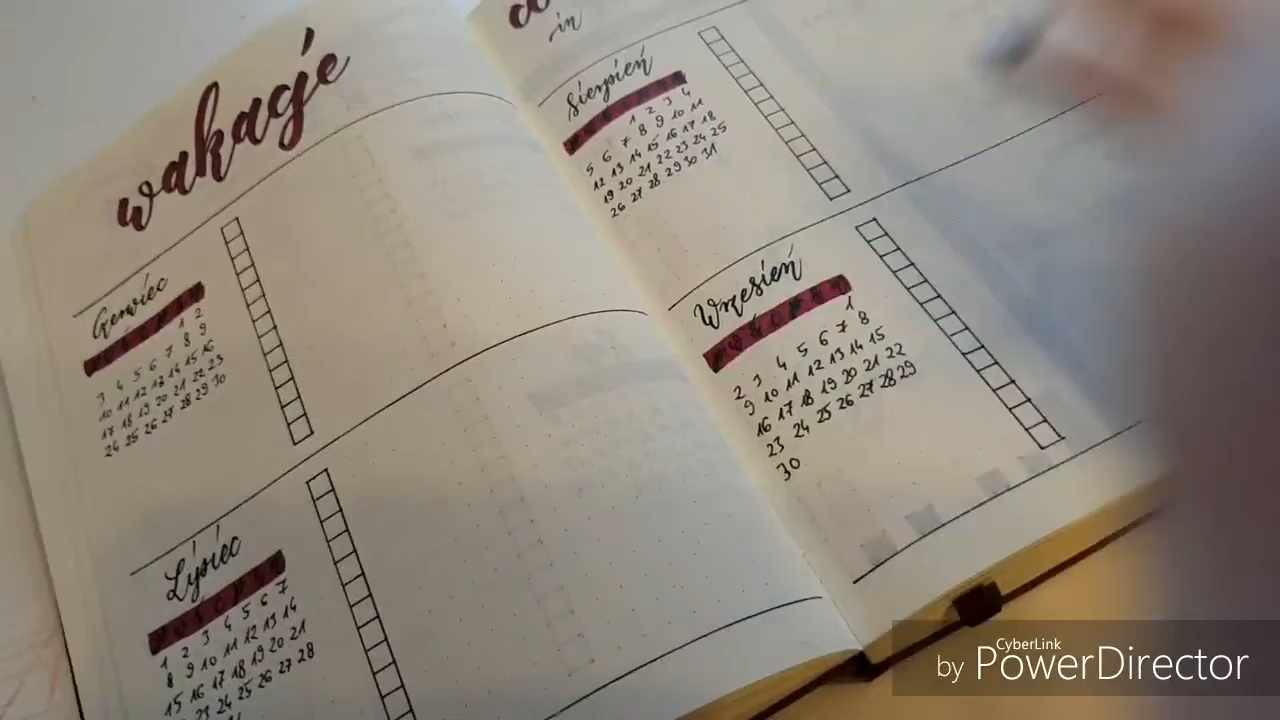 wakacje
Czerwiec
1 2
3 4 5 6 7 8 9
10 11 12 13 14 15 16
17 18 19 20 21 22 23
24 25 26 27 28 29 30
Lipiec
1 2 3 4 5 6 7
8 9 10 11 12 13 14
15 16 17 18 19 20 21
23 24 25 26 27 28
in
Sierpień
1 2 3 4
5 6 7 8 9 10 11
12 13 14 15 16 17 18
19 20 21 22 23 24 25
26 27 28 29 30 31
Wrzesień
1
2 3 4 5 6 7 8
9 10 11 12 13 14 15
16 17 18 19 20 21 22
23 24 25 26 27 28 29
30
CyberLink
by PowerDirector